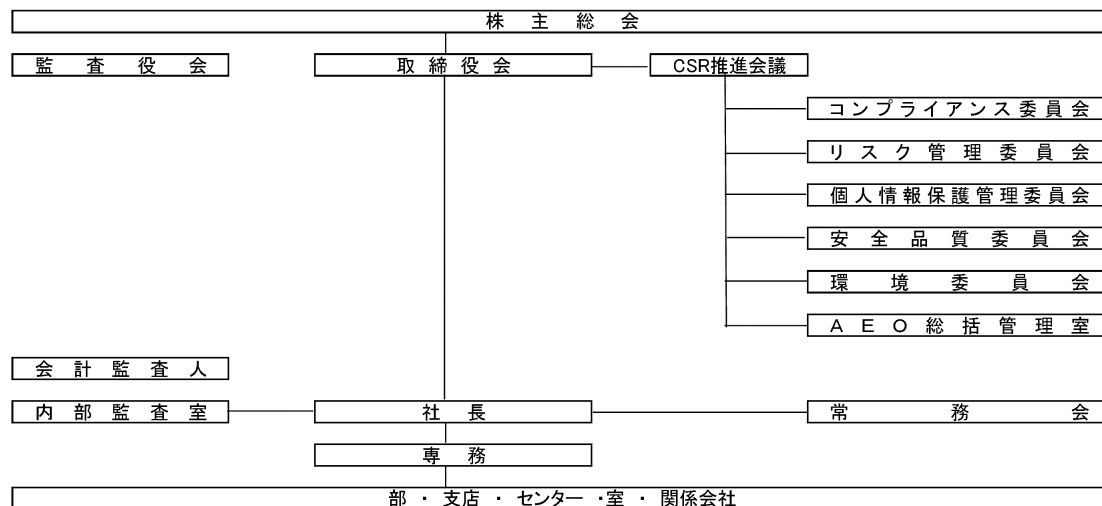 株主総会
監査役会 取締役会 CSR推進会議
コンプライアンス委員会
リスク管理委員会
個人情報保護管理委員会
安全品質委員会
環境委員会
AEO総括管理室
会計監査人
内部監査室 社長 常務会
専務
部・支店・センター・室・関係会社